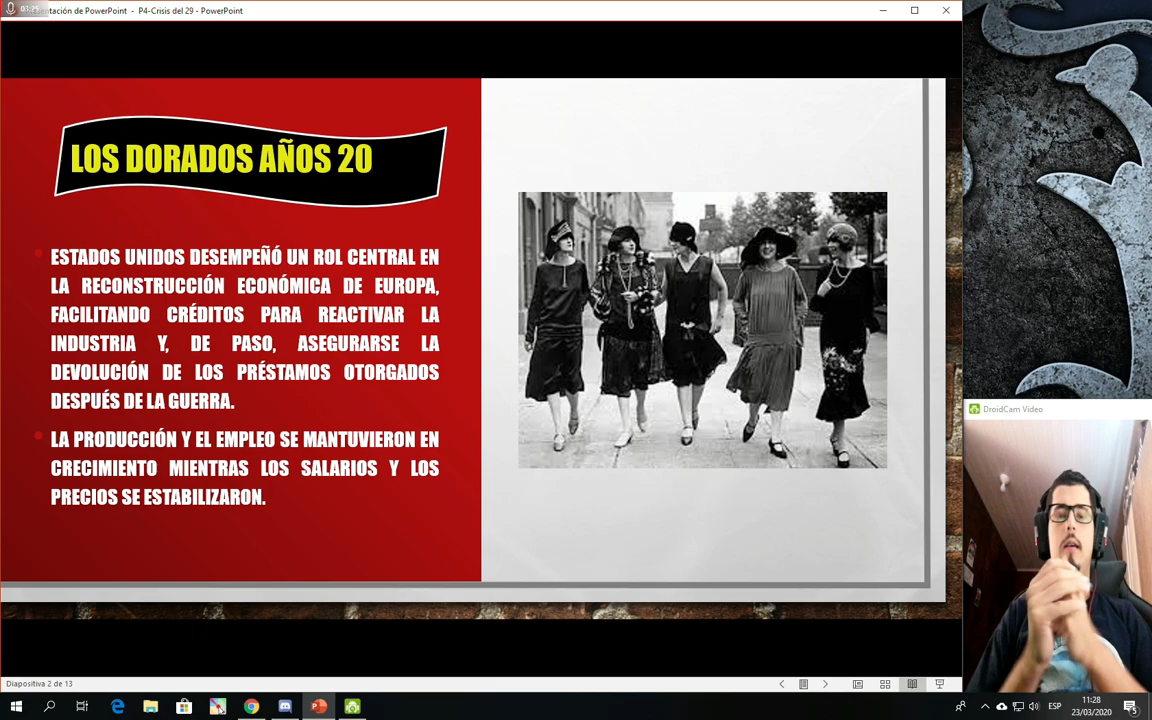 tación de PowerPoint - P4-Crisis del 29 - PowerPoint
LOS DORADOS AÑOS 20
ESTADOS UNIDOS DESEMPEÑÓ UN ROL CENTRAL EN
LA RECONSTRUCCIÓN ECONÓMICA DE EUROPA,
FACILITANDO CRÉDITOS PARA REACTIVAR LA
INDUSTRIA Y, DE PASO, ASEGURARSE LA
DEVOLUCIÓN DE LOS PRÉSTAMOS OTORGADOS
DESPUÉS DE LA GUERRA.
LA PRODUCCIÓN Y EL EMPLEO SE MANTUVIERON EN
CRECIMIENTO MIENTRAS LOS SALARIOS Y LOS
PRECIOS SE ESTABILIZARON.
DroidCam Video
Diapositiva 2 de 13
ESP
11:28
23/03/2020
5